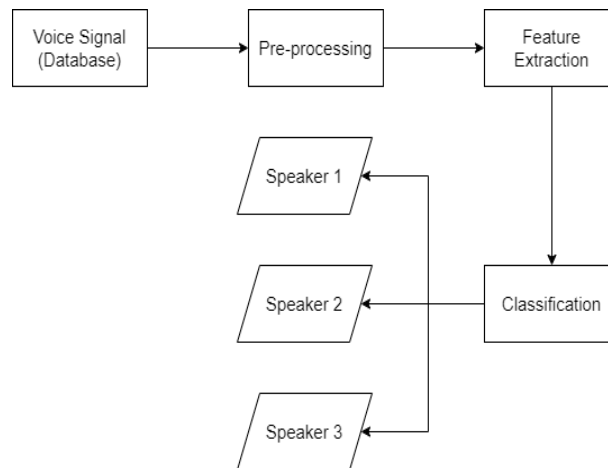 Voice Signal
(Database)
Pre-processing
Feature
Extraction
Speaker 1
Speaker 2
Classification
Speaker 3